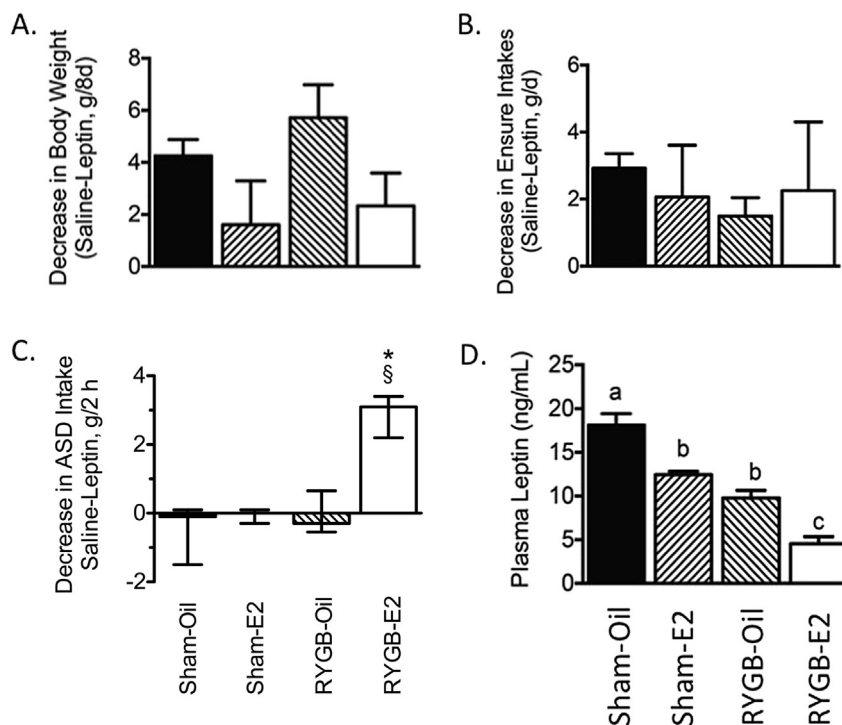 A.
Decrease in Body Weight
(Saline-Leptin, g/8d)
8
6
4
2
0
B.
Decrease in Ensure Intakes
(Saline-Leptin, g/d)
6
4
2
0
C.
Decrease in ASD Intake
Saline-Leptin, g/2 h
4
2
0
-2
*
§
Sham-Oil
Sham-E2
RYGB-Oil
RYGB-E2
D.
Plasma Leptin (ng/mL)
25
20
15
10
5
0
a
b
b
c
Sham-Oil
Sham-E2
RYGB-Oil
RYGB-E2